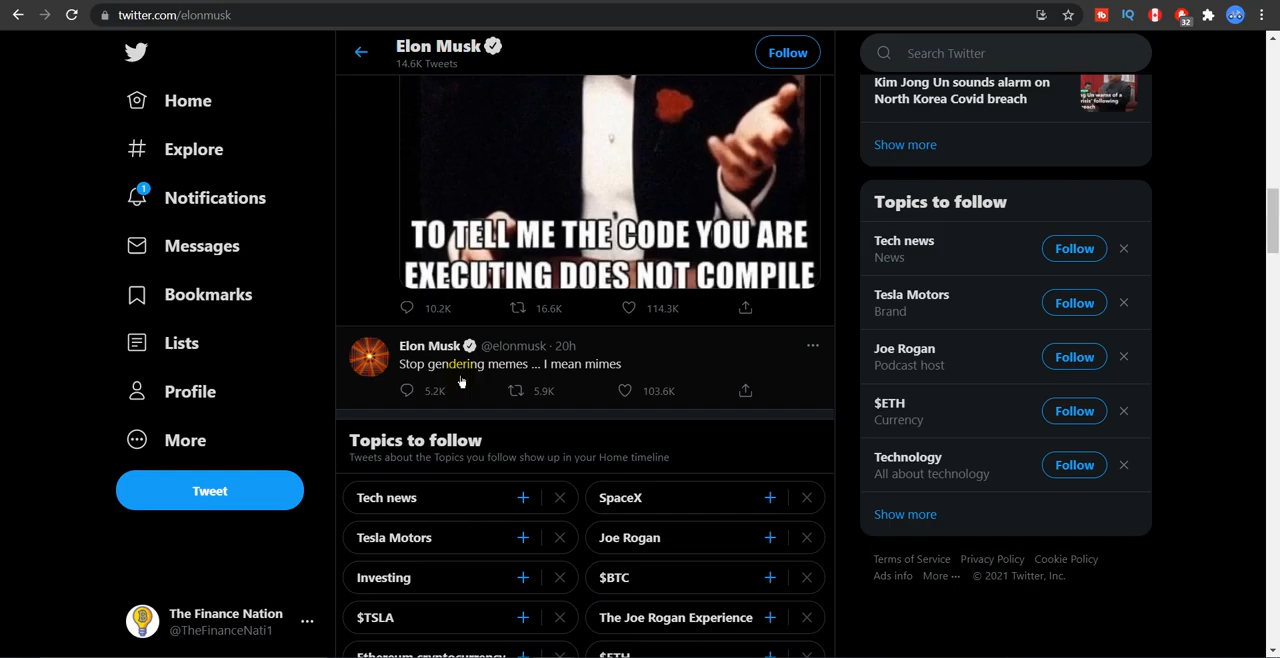 twitter.com/elonmusk
32
Home
Explore
1
Notifications
Messages
Bookmarks
Lists
Profile
More
Tweet
The Finance Nation
@TheFinanceNati1
Elon Musk
14.6K Tweets
Follow
TO TELL ME THE CODE YOU ARE
EXECUTING DOES NOT COMPILE
10.2K 16.6K 114.3K
Elon Musk @elonmusk · 20h
Stop gendering memes ... I mean mimes
5.2K 5.9K 103.6K
Topics to follow
Tweets about the Topics you follow show up in your Home timeline
Tech news SpaceX
Tesla Motors Joe Rogan
Investing $BTC
$TSLA The Joe Rogan Experience
Ethereum cryptocurrency $ETH
Search Twitter
Kim Jong Un sounds alarm on
North Korea Covid breach
Show more
Topics to follow
Tech news
News
Follow
Tesla Motors
Brand
Follow
Joe Rogan
Podcast host
Follow
$ETH
Currency
Follow
Technology
All about technology
Follow
Show more
Terms of Service Privacy Policy Cookie Policy
Ads info More ··· © 2021 Twitter, Inc.